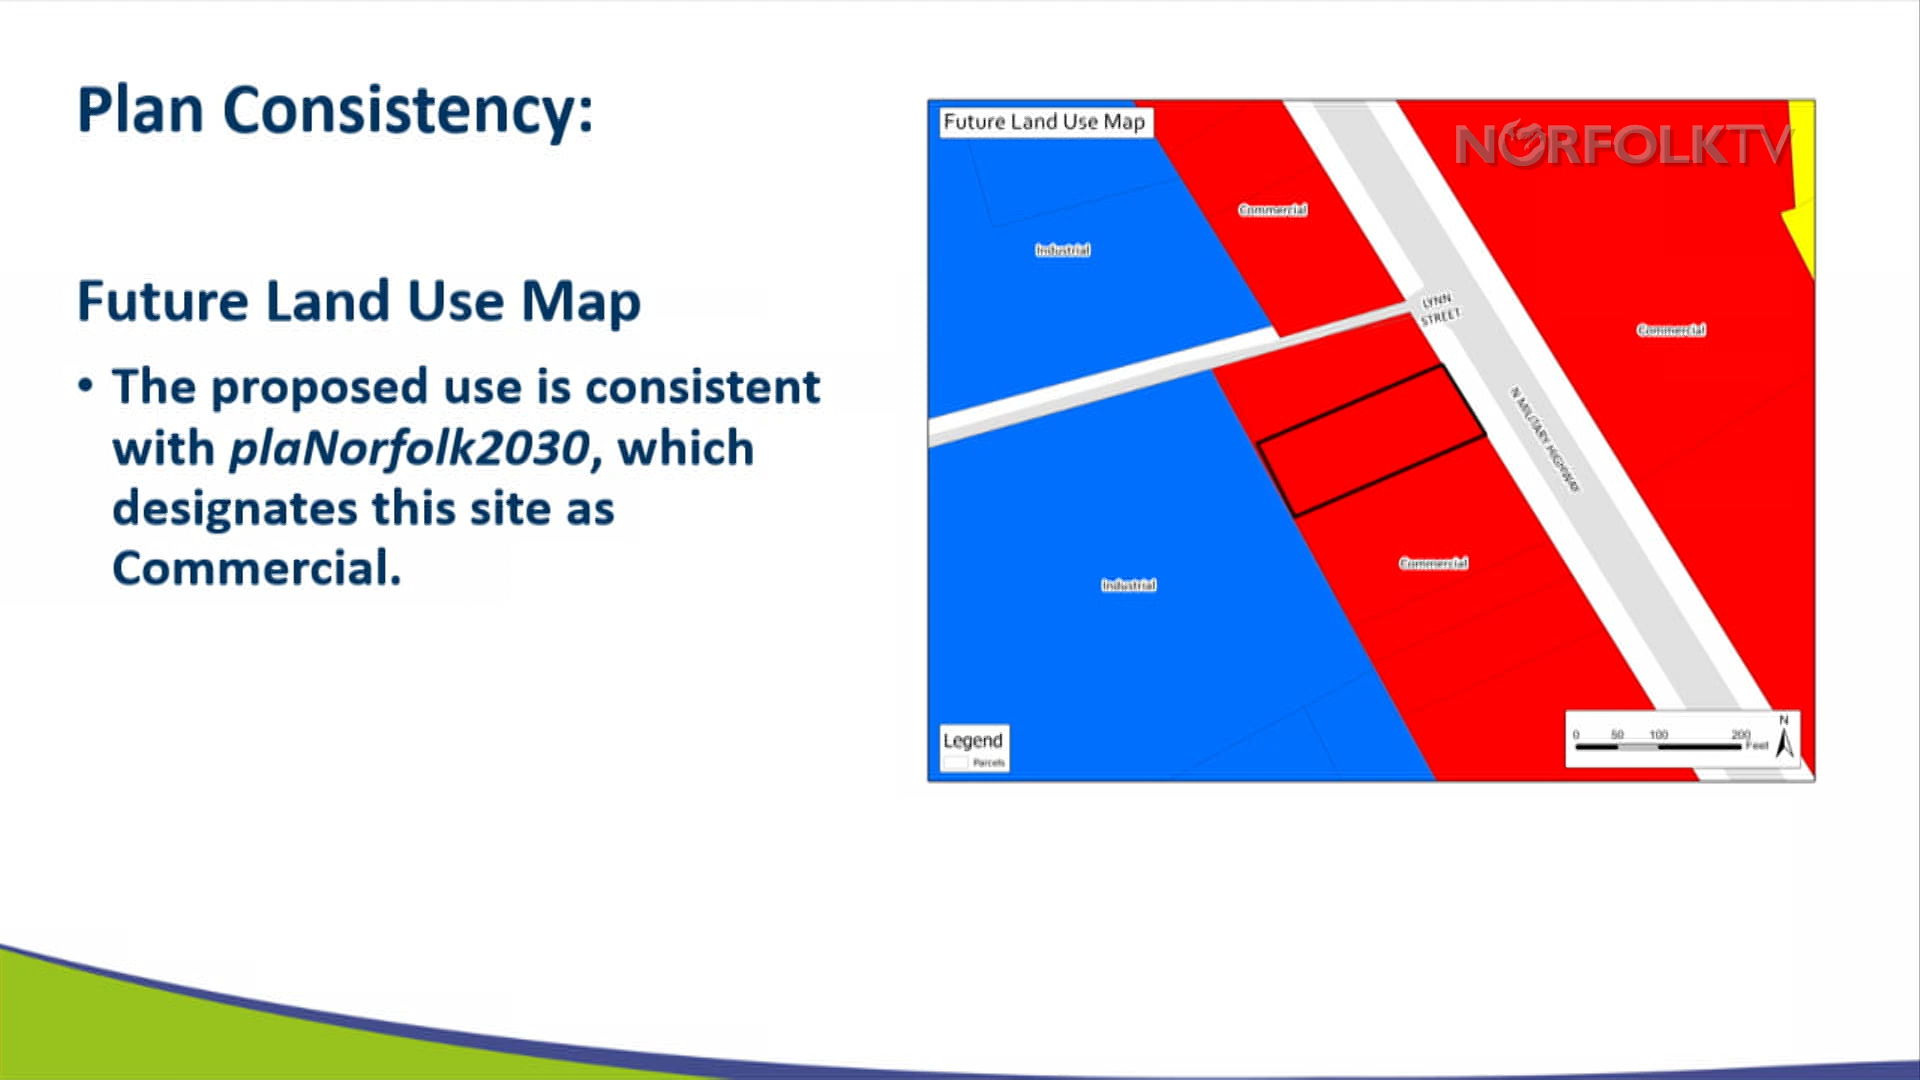 Plan Consistency:
Future Land Use Map
• The proposed use is consistent
with plaNorfolk2030, which
designates this site as
Commercial.
Future Land Use Map
NORFOLKTV
Commercial
Industrial
LYNN
STREET
Commercial
N MILITARY HIGHWAY
Commercial
Industrial
Legend
Parcels
N
0 50 100 200
Feet